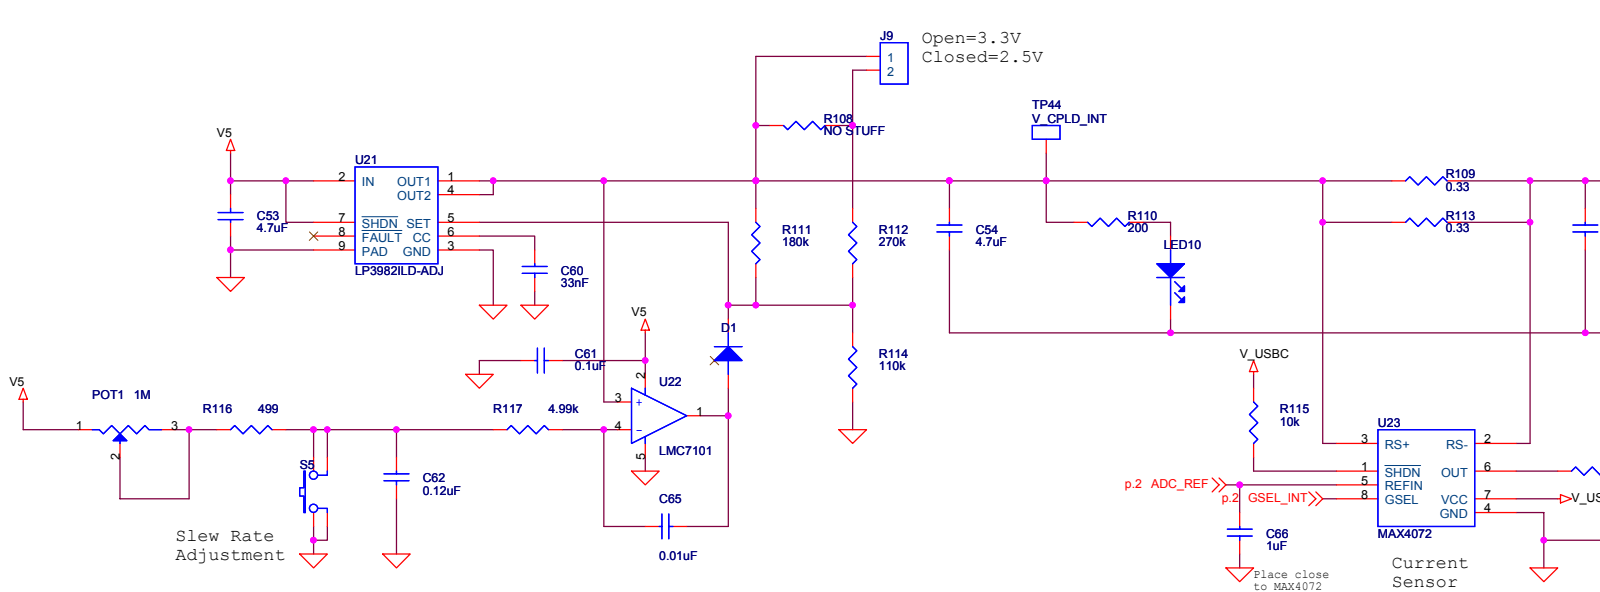 J9
Open=3.3V
Closed=2.5V
1
2
R108
NO STUFF
TP44
V_CPLD_INT
V5
U21
2 IN OUT1 1
OUT2 4
7 SHDN SET 5
8 FAULT CC 6
9 PAD GND 3
LP3982ILD-ADJ
C53
4.7uF
C60
33nF
R111
180k
R112
270k
C54
4.7uF
R110
200
LED10
R109
0.33
R113
0.33
V5
C61
0.1uF
D1
R114
110k
2
U22
3 +
1
4 −
5
LMC7101
V5
POT1 1M
1
3
2
R116 499
R117 4.99k
S5
C62
0.12uF
C65
0.01uF
Slew Rate
Adjustment
V_USBC
R115
10k
U23
3 RS+ RS- 2
1 SHDN OUT 6
5 REFIN
8 GSEL VCC 7
GND 4
MAX4072
p.2 ADC_REF
p.2 GSEL_INT
V_US
C66
1uF
Place close
to MAX4072
Current
Sensor